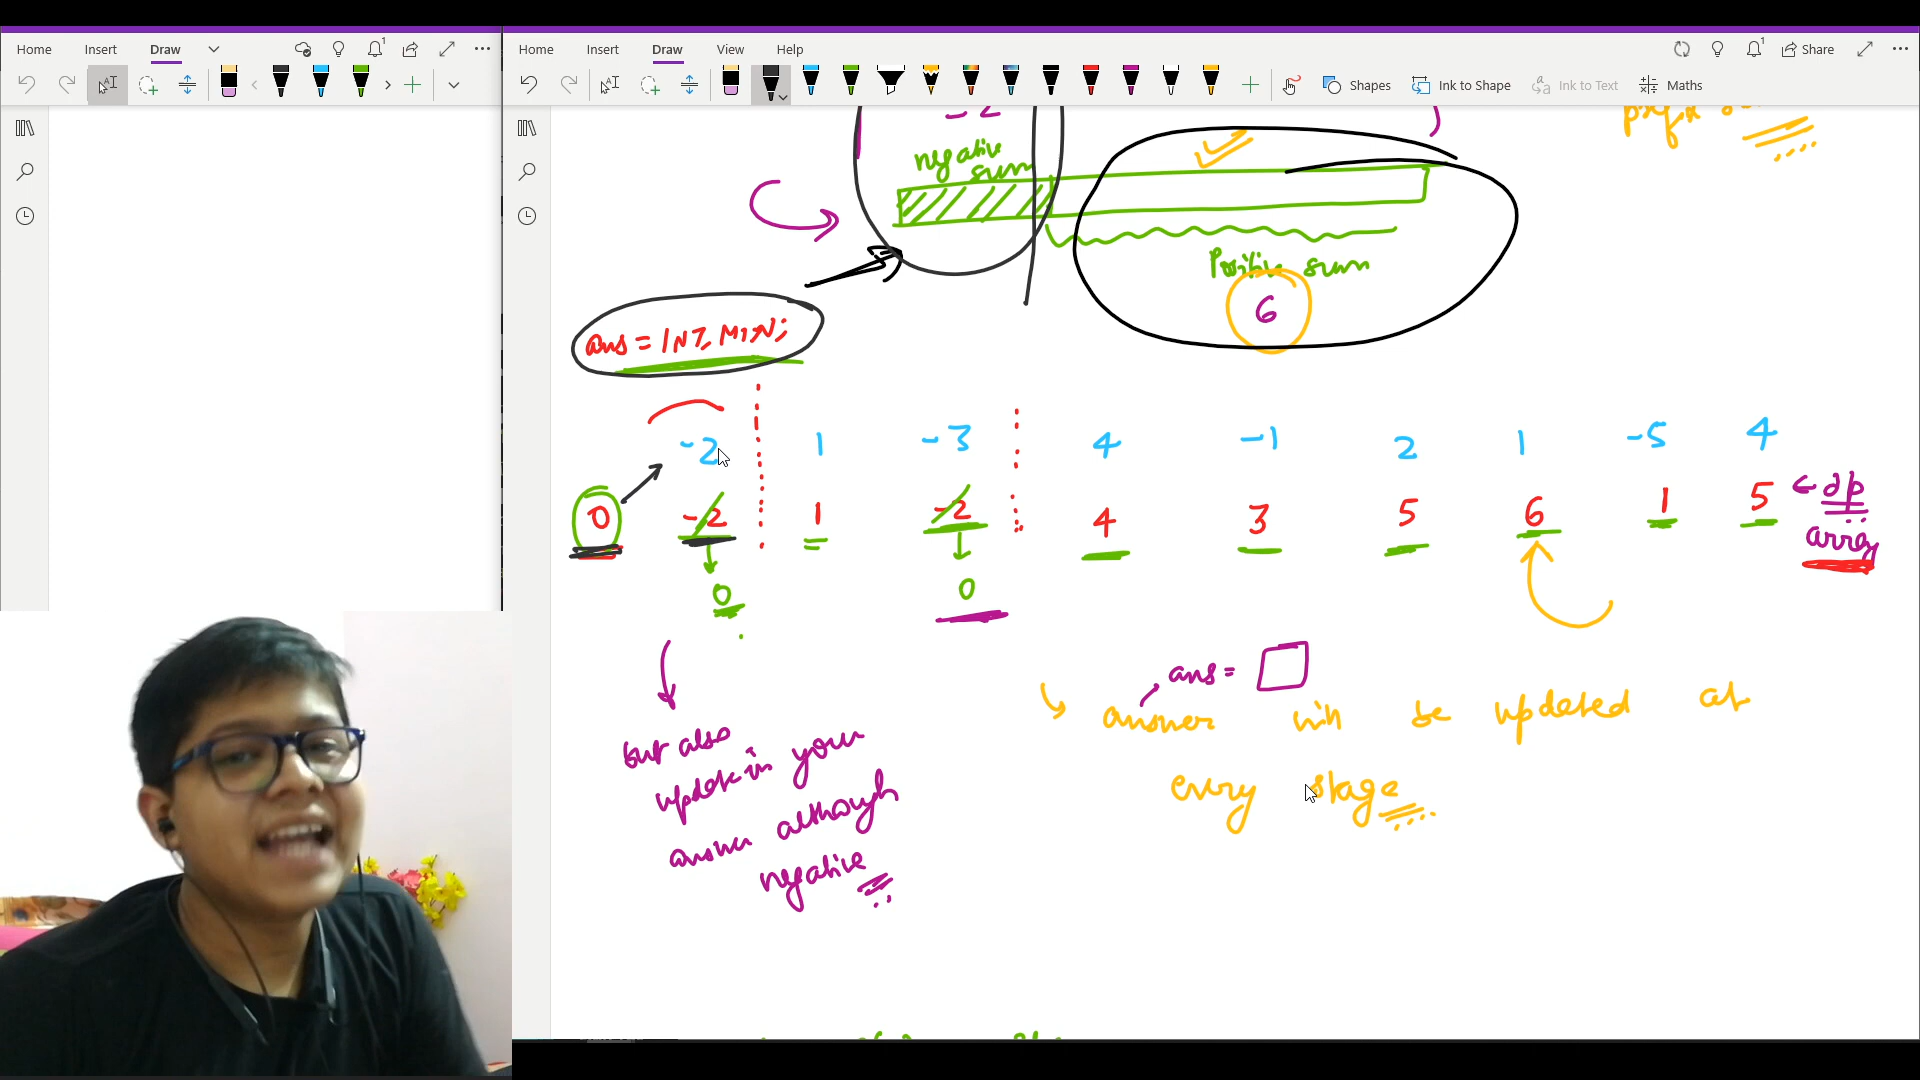 Home Insert Draw
Home Insert Draw View Help Share
Shapes Ink to Shape Ink to Text Maths
-2
negative
sum
Positive sum
6
ans = INT_MIN;
-2 1 -3 4 -1 2 1 -5 4
0 -2 1 -2 4 3 5 6 1 5 ← dp
array
0 0
ans =
answer will be updated at
every stage
but also
update in your
answer although
negative